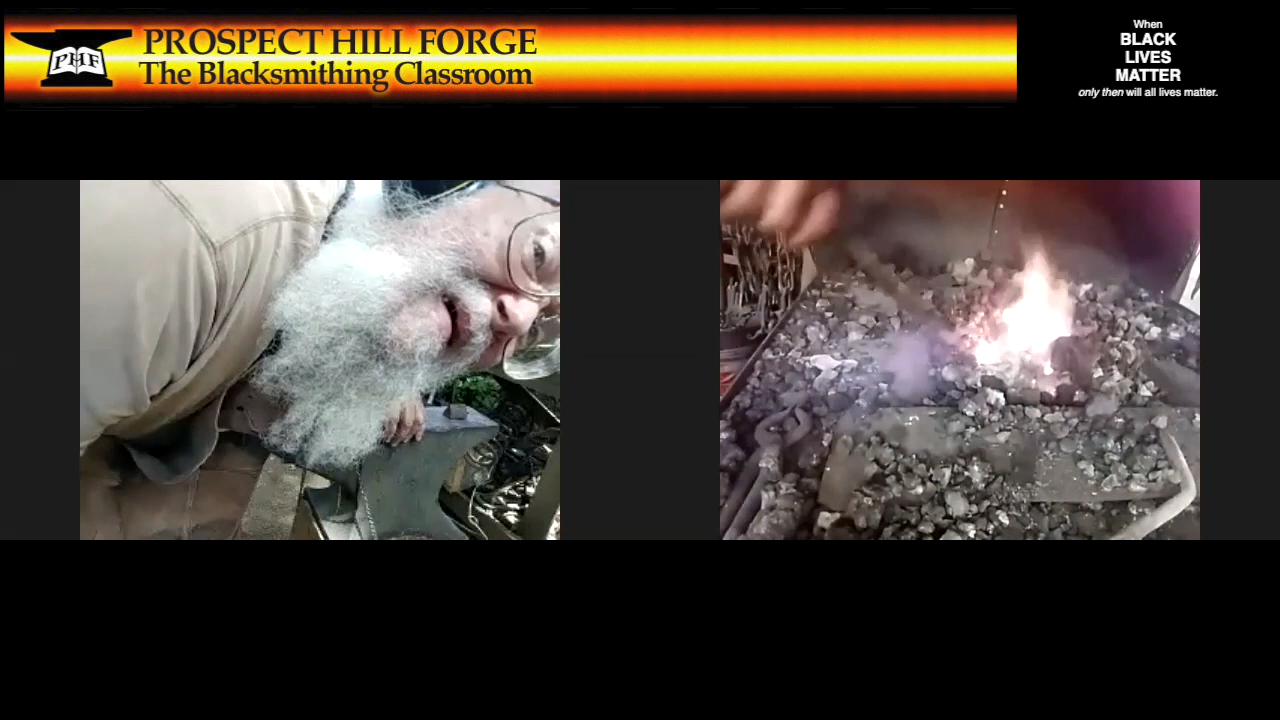 PHF
PROSPECT HILL FORGE
The Blacksmithing Classroom
When
BLACK
LIVES
MATTER
only then will all lives matter.